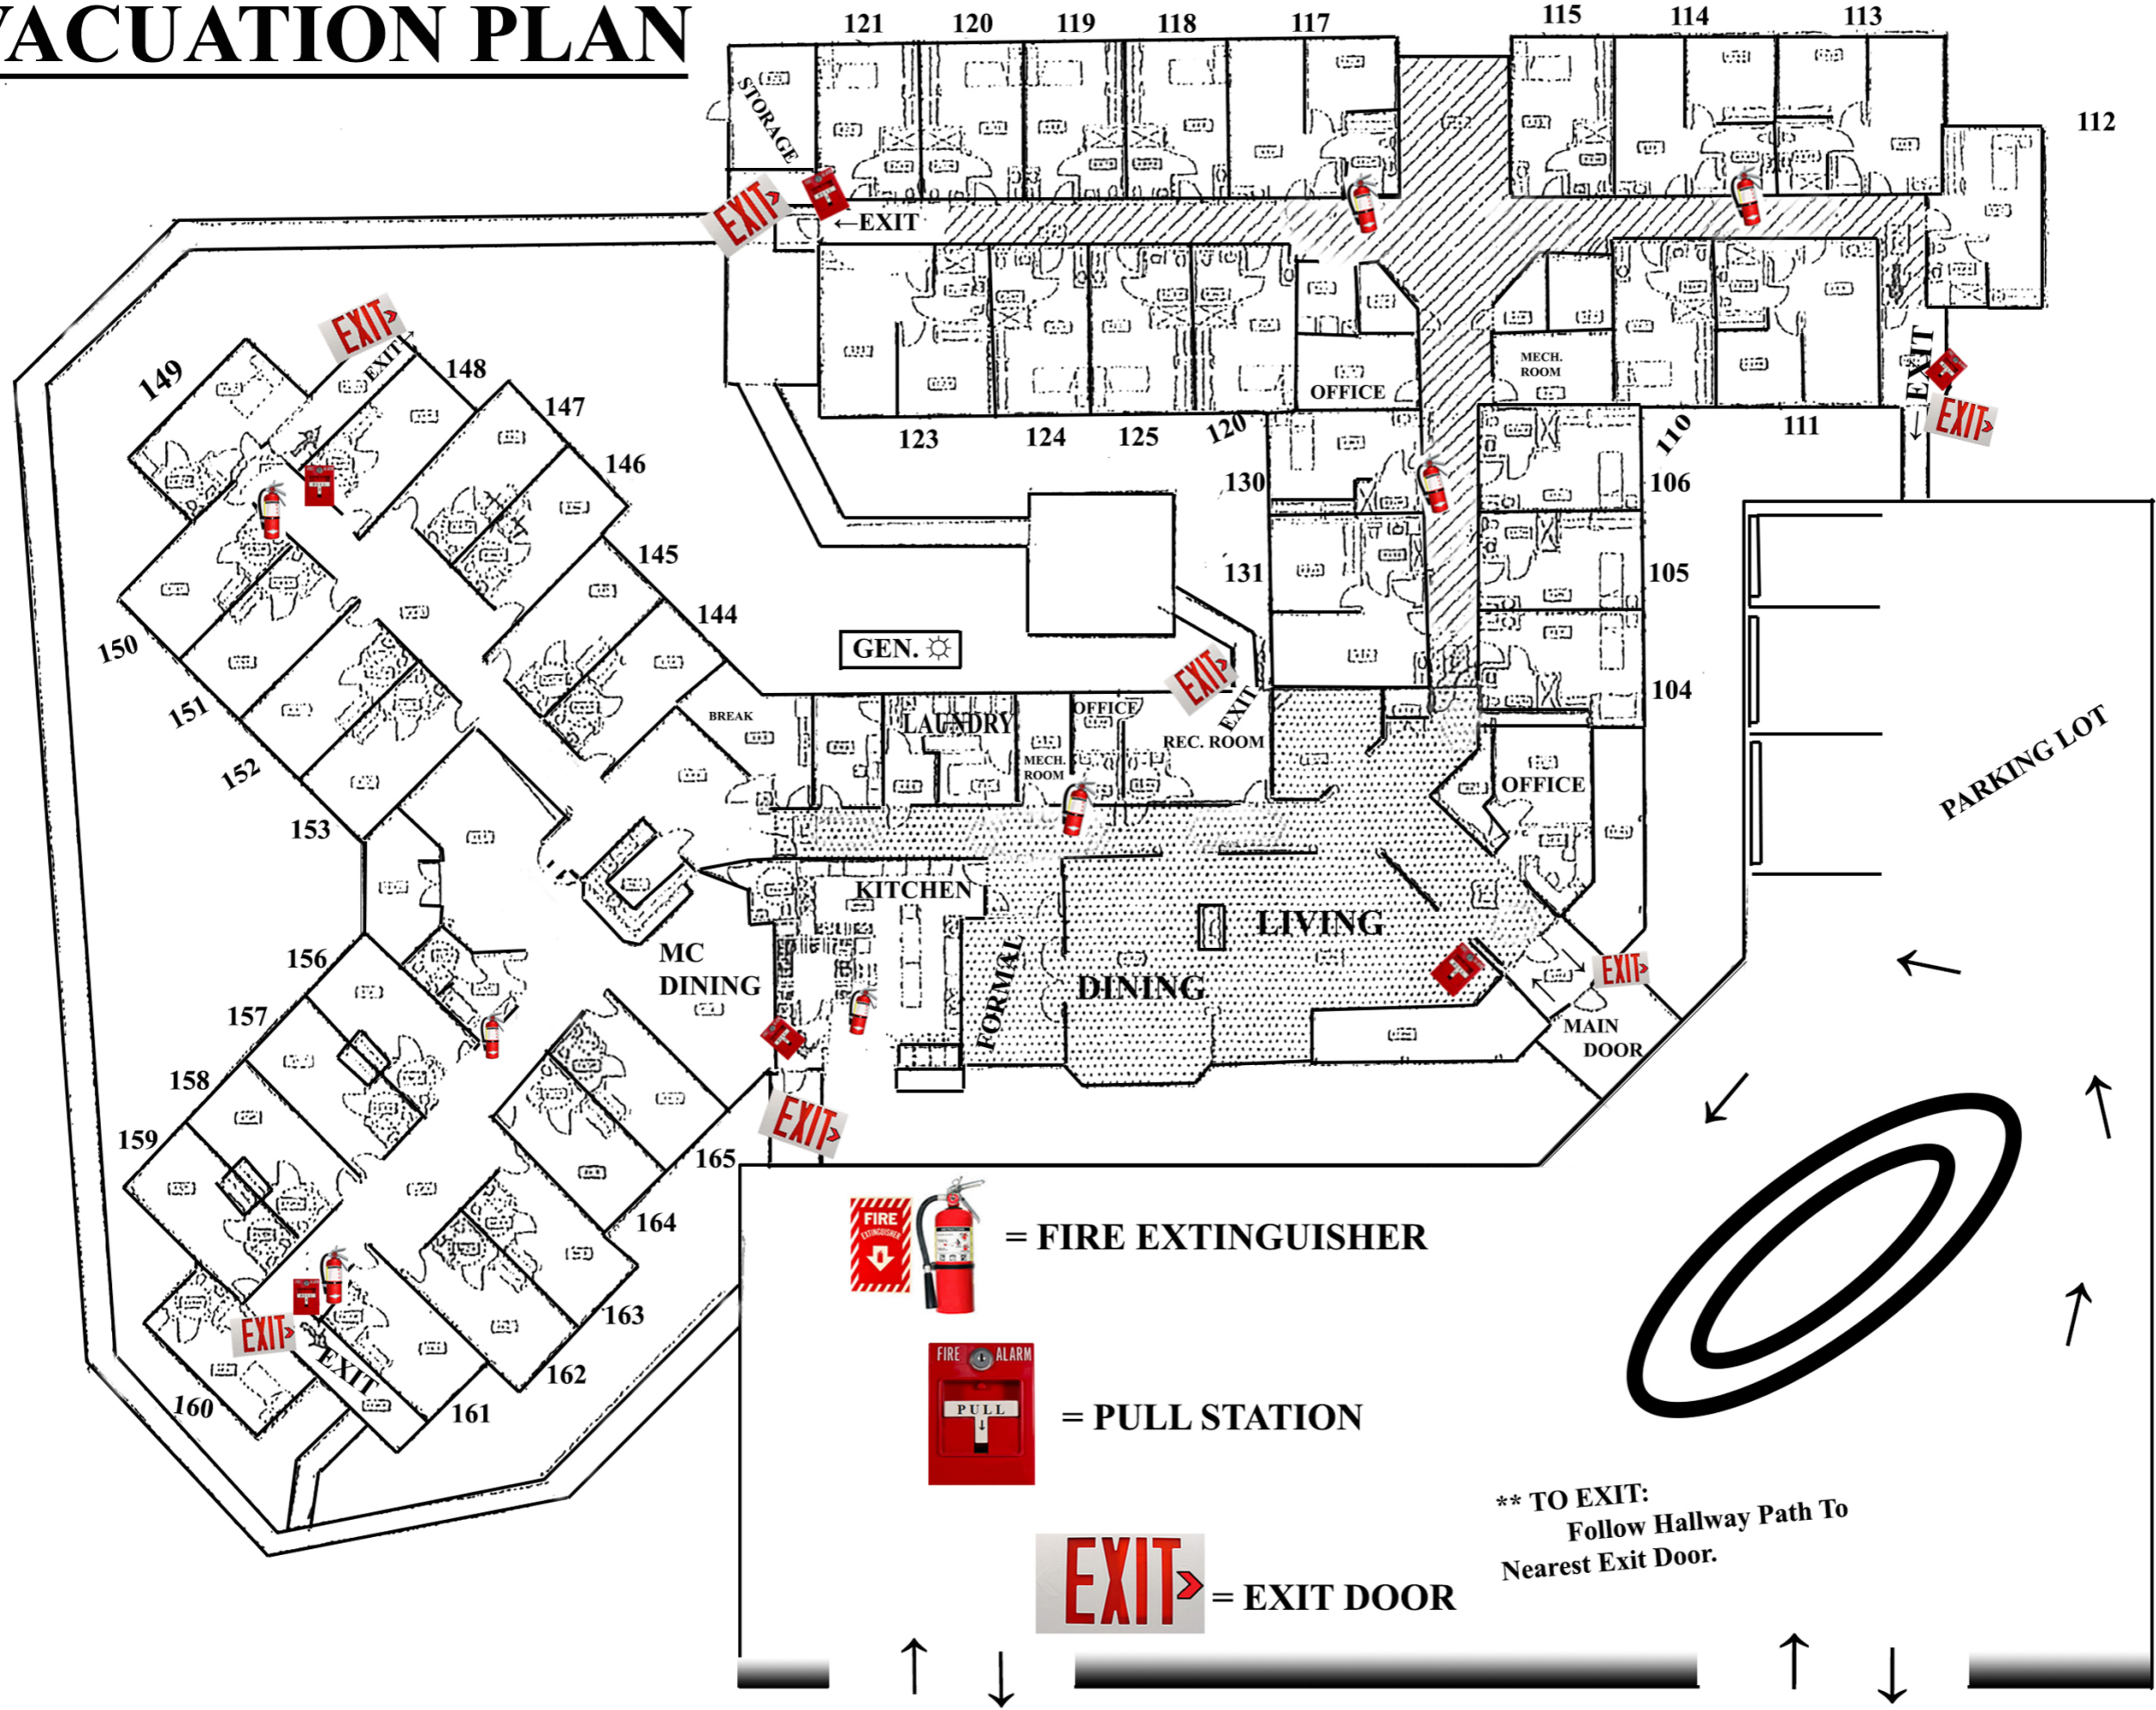 VACUATION PLAN
121 120 119 118 117 115 114 113
112
STORAGE
EXIT
←EXIT
EXIT
EXIT
149
148
147
146
145
144
150
151
152
153
OFFICE
MECH.
ROOM
EXIT
EXIT
123 124 125 120
110
111
130
131
106
105
104
GEN.
EXIT
EXIT
BREAK
LAUNDRY
MECH.
ROOM
OFFICE
REC. ROOM
OFFICE
PARKING LOT
KITCHEN
LIVING
DINING
FORMAL
MC
DINING
EXIT
MAIN
DOOR
EXIT
156
157
158
159
160
161
162
163
164
165
EXIT
EXIT
FIRE
EXTINGUISHER
= FIRE EXTINGUISHER
FIRE ALARM
PULL
= PULL STATION
EXIT
= EXIT DOOR
** TO EXIT:
Follow Hallway Path To
Nearest Exit Door.